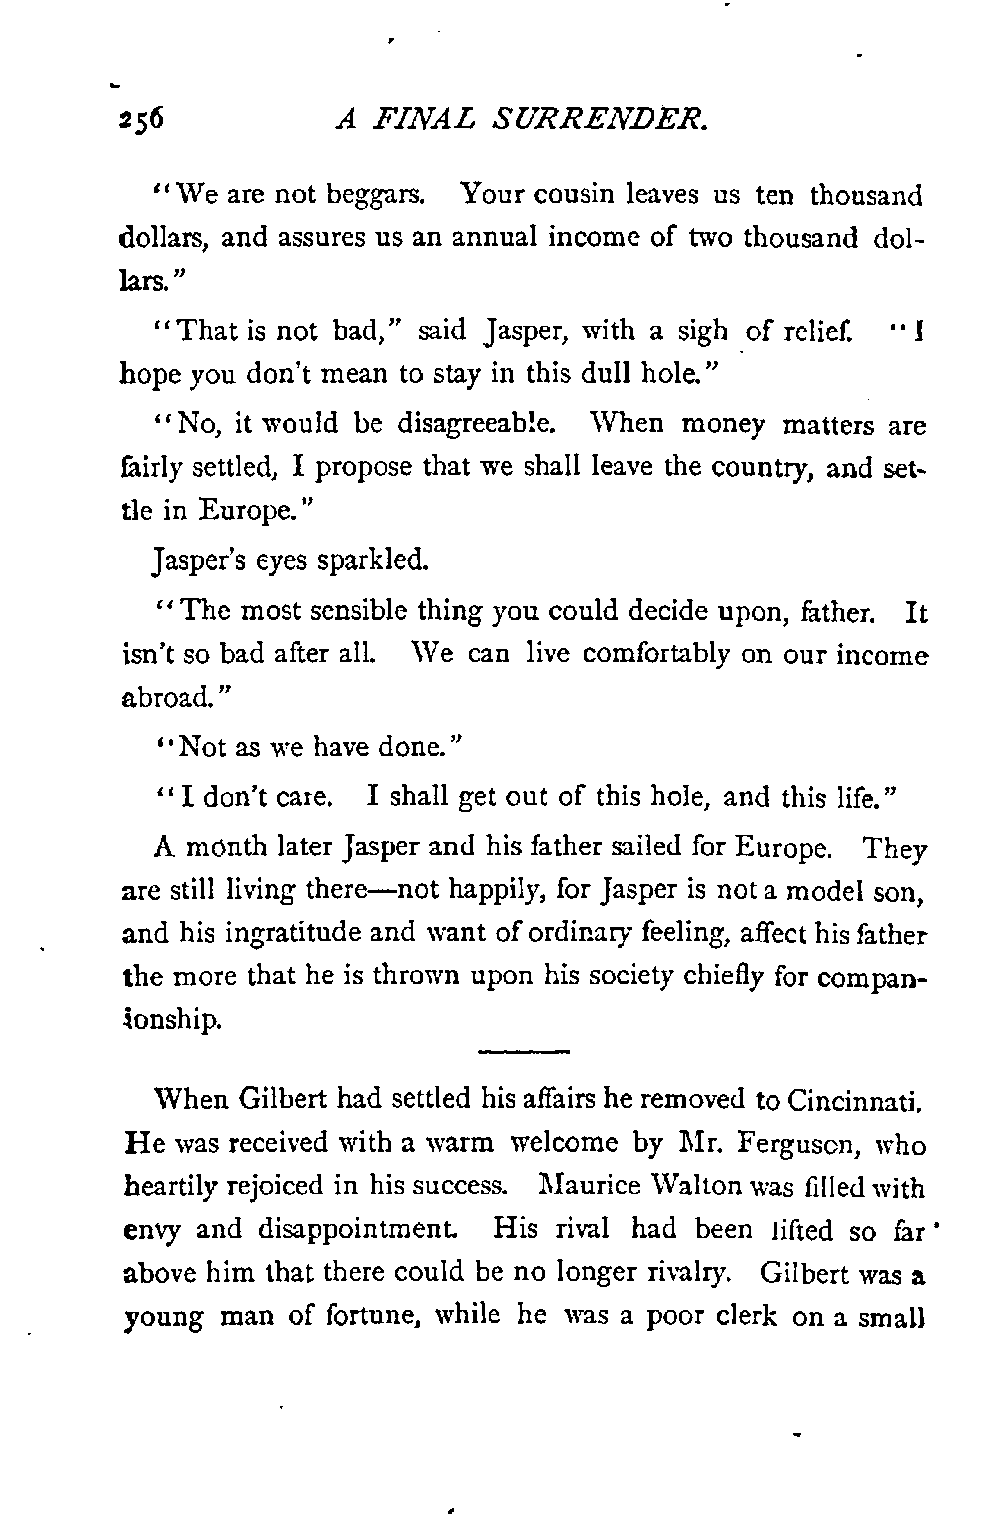 256 A FINAL SURRENDER.
"We are not beggars. Your cousin leaves us ten thousand
dollars, and assures us an annual income of two thousand dol-
lars."
"That is not bad," said Jasper, with a sigh of relief. "I
hope you don't mean to stay in this dull hole."
"No, it would be disagreeable. When money matters are
fairly settled, I propose that we shall leave the country, and set-
tle in Europe."
Jasper's eyes sparkled.
"The most sensible thing you could decide upon, father. It
isn't so bad after all. We can live comfortably on our income
abroad."
"Not as we have done."
"I don't care. I shall get out of this hole, and this life."
A month later Jasper and his father sailed for Europe. They
are still living there—not happily, for Jasper is not a model son,
and his ingratitude and want of ordinary feeling, affect his father
the more that he is thrown upon his society chiefly for compan-
ionship.
When Gilbert had settled his affairs he removed to Cincinnati.
He was received with a warm welcome by Mr. Ferguson, who
heartily rejoiced in his success. Maurice Walton was filled with
envy and disappointment. His rival had been lifted so far
above him that there could be no longer rivalry. Gilbert was a
young man of fortune, while he was a poor clerk on a small